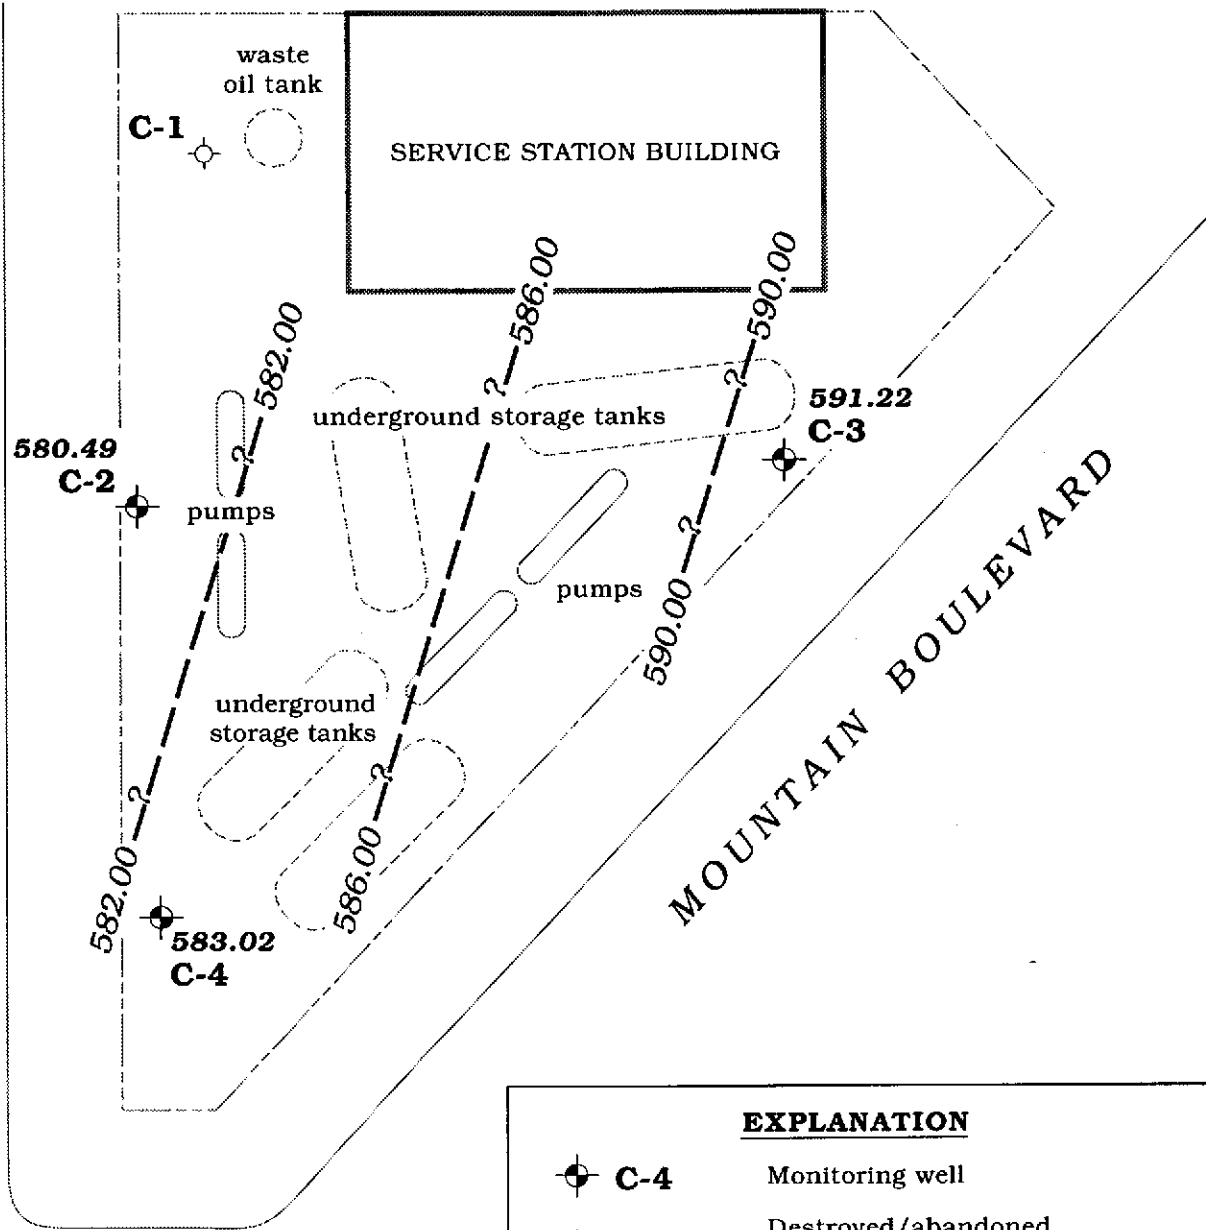 waste
oil tank
C-1
SERVICE STATION BUILDING
586.00
590.00
582.00
?
?
underground storage tanks
591.22
C-3
580.49
C-2
?
pumps
?
pumps
590.00
underground
storage tanks
?
?
586.00
582.00
583.02
C-4
MOUNTAIN BOULEVARD
EXPLANATION
C-4 Monitoring well
Destroyed/abandoned